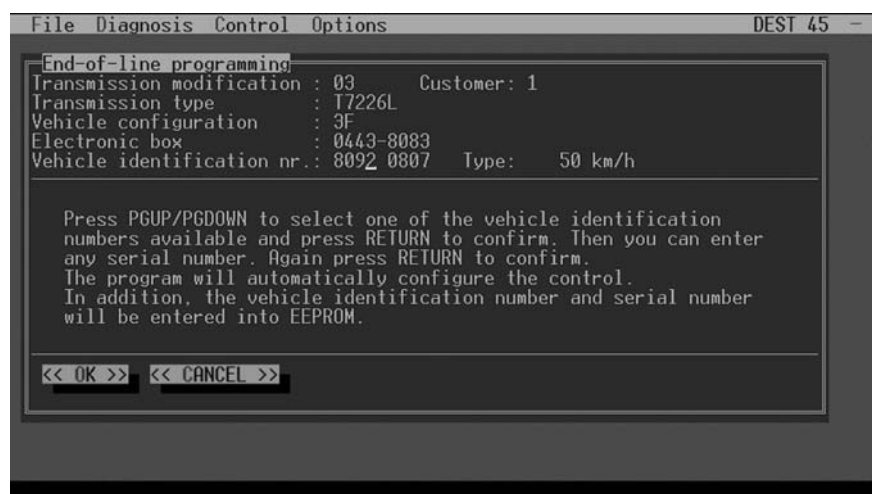 File Diagnosis Control Options DEST 45 –
End-of-line programming
Transmission modification : 03 Customer: 1
Transmission type : T7226L
Vehicle configuration : 3F
Electronic box : 0443-8083
Vehicle identification nr.: 8092 0807 Type: 50 km/h
Press PGUP/PGDOWN to select one of the vehicle identification
numbers available and press RETURN to confirm. Then you can enter
any serial number. Again press RETURN to confirm.
The program will automatically configure the control.
In addition, the vehicle identification number and serial number
will be entered into EEPROM.
<< OK >> << CANCEL >>